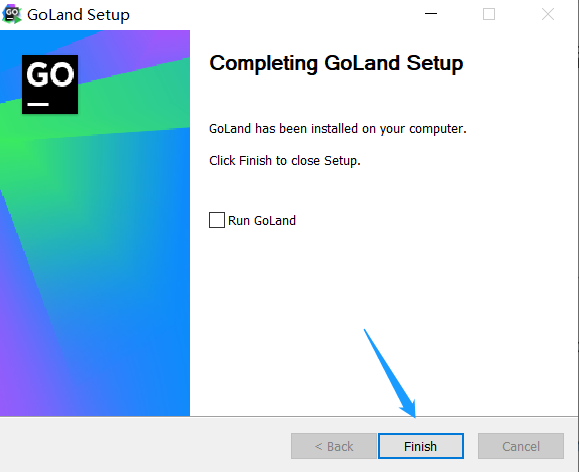 GoLand Setup
GO
Completing GoLand Setup
GoLand has been installed on your computer.
Click Finish to close Setup.
Run GoLand
< Back
Finish
Cancel